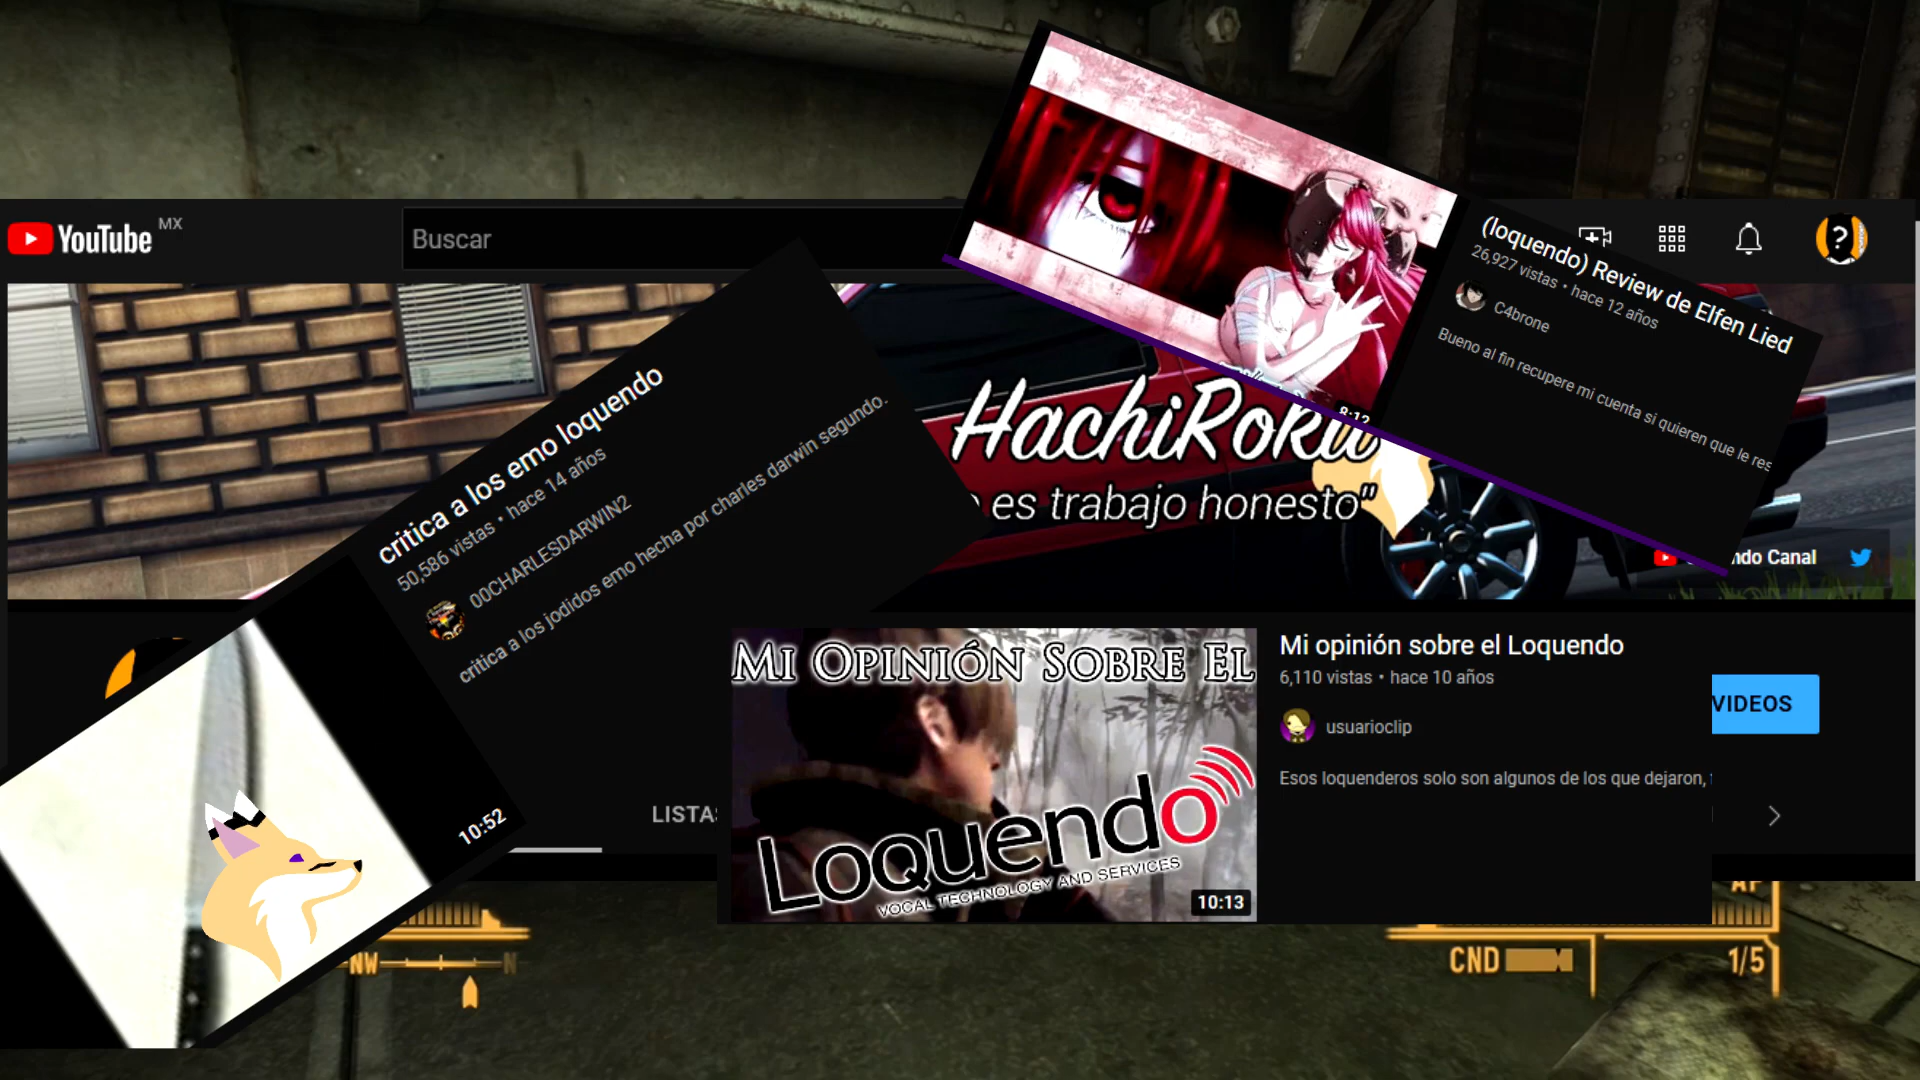 YouTube MX
Buscar
?
(loquendo) Review de Elfen Lied
26,927 vistas • hace 12 años
C4brone
Bueno al fin recupere mi cuenta si quieren que le res
8:12
critica a los emo loquendo
50,586 vistas • hace 14 años
00CHARLESDARWIN2
critica a los jodidos emo hecha por charles darwin segundo.
10:52
HachiRoku
es trabajo honesto"
Canal
Mi Opinión Sobre El
Loquendo
VOCAL TECHNOLOGY AND SERVICES
10:13
Mi opinión sobre el Loquendo
6,110 vistas • hace 10 años
usuarioclip
Esos loquenderos solo son algunos de los que dejaron,
VIDEOS
LISTAS
NW N
AP
CND 1/5